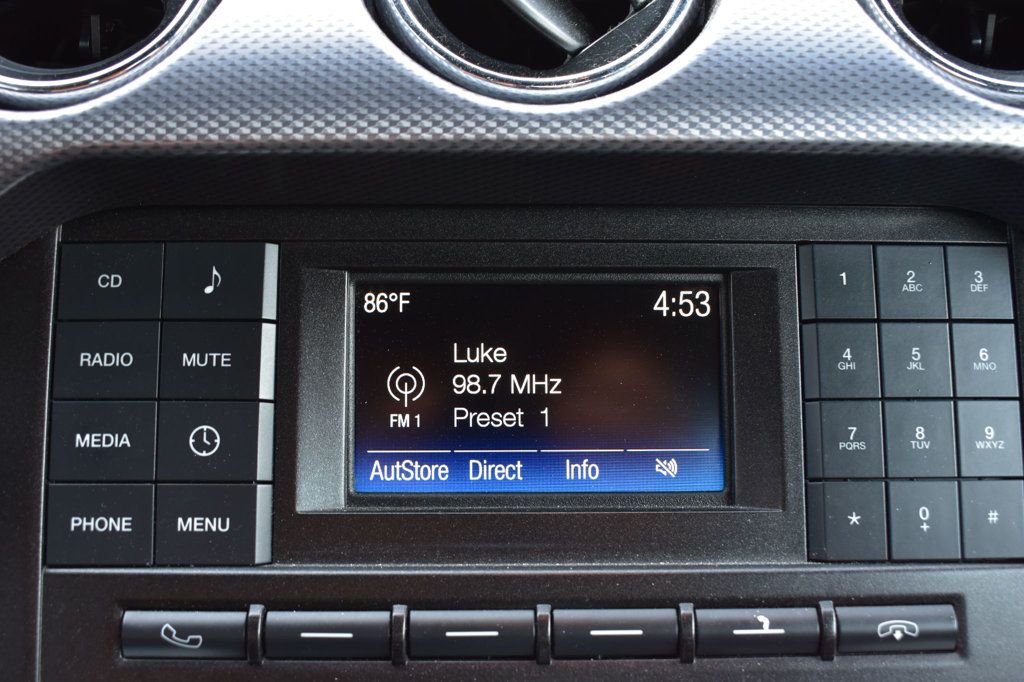 CD
RADIO
MUTE
MEDIA
PHONE
MENU
86°F
4:53
Luke
98.7 MHz
FM 1
Preset 1
AutStore Direct Info
1
2
ABC
3
DEF
4
GHI
5
JKL
6
MNO
7
PQRS
8
TUV
9
WXYZ
*
0
+
#